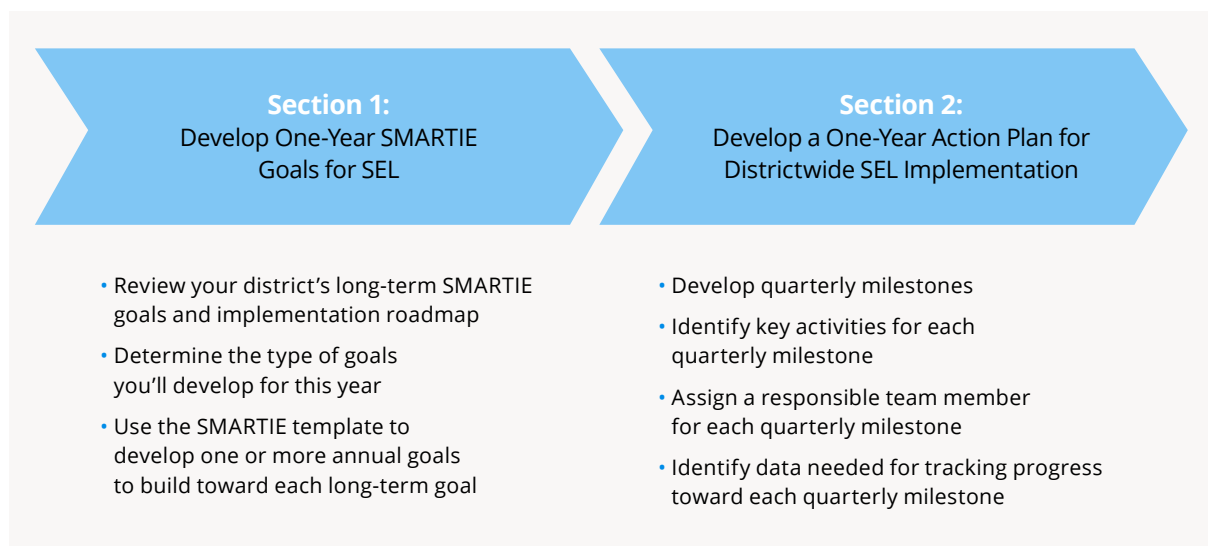 Section 1:
Develop One-Year SMARTIE
Goals for SEL
• Review your district’s long-term SMARTIE
goals and implementation roadmap
• Determine the type of goals
you’ll develop for this year
• Use the SMARTIE template to
develop one or more annual goals
to build toward each long-term goal
Section 2:
Develop a One-Year Action Plan for
Districtwide SEL Implementation
• Develop quarterly milestones
• Identify key activities for each
quarterly milestone
• Assign a responsible team member
for each quarterly milestone
• Identify data needed for tracking progress
toward each quarterly milestone